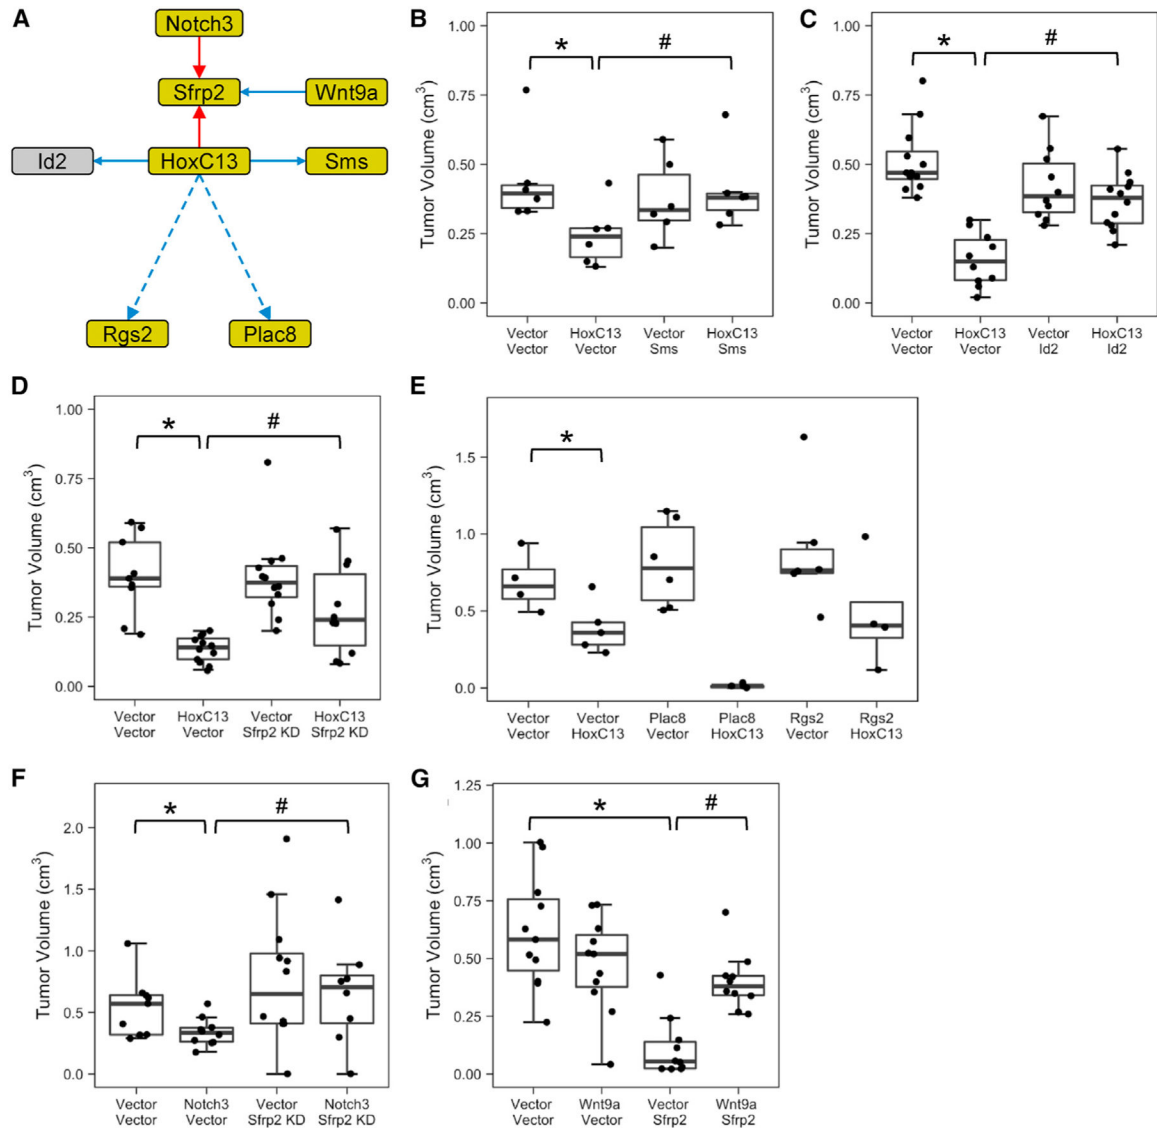 A
Notch3
Sfrp2
Wnt9a
Id2
HoxC13
Sms
Rgs2
Plac8
B
Tumor Volume (cm3)
1.00
0.75
0.50
0.25
0.00
*
#
Vector
Vector
HoxC13
Vector
Vector
Sms
HoxC13
Sms
C
Tumor Volume (cm3)
1.00
0.75
0.50
0.25
0.00
*
#
Vector
Vector
HoxC13
Vector
Vector
Id2
HoxC13
Id2
D
Tumor Volume (cm3)
1.00
0.75
0.50
0.25
0.00
*
#
Vector
Vector
HoxC13
Vector
Vector
Sfrp2 KD
HoxC13
Sfrp2 KD
E
Tumor Volume (cm3)
1.5
1.0
0.5
0.0
*
Vector
Vector
Vector
HoxC13
Plac8
Vector
Plac8
HoxC13
Rgs2
Vector
Rgs2
HoxC13
F
Tumor Volume (cm3)
2.0
1.5
1.0
0.5
0.0
*
#
Vector
Vector
Notch3
Vector
Vector
Sfrp2 KD
Notch3
Sfrp2 KD
G
Tumor Volume (cm3)
1.25
1.00
0.75
0.50
0.25
0.00
*
#
Vector
Vector
Wnt9a
Vector
Vector
Sfrp2
Wnt9a
Sfrp2